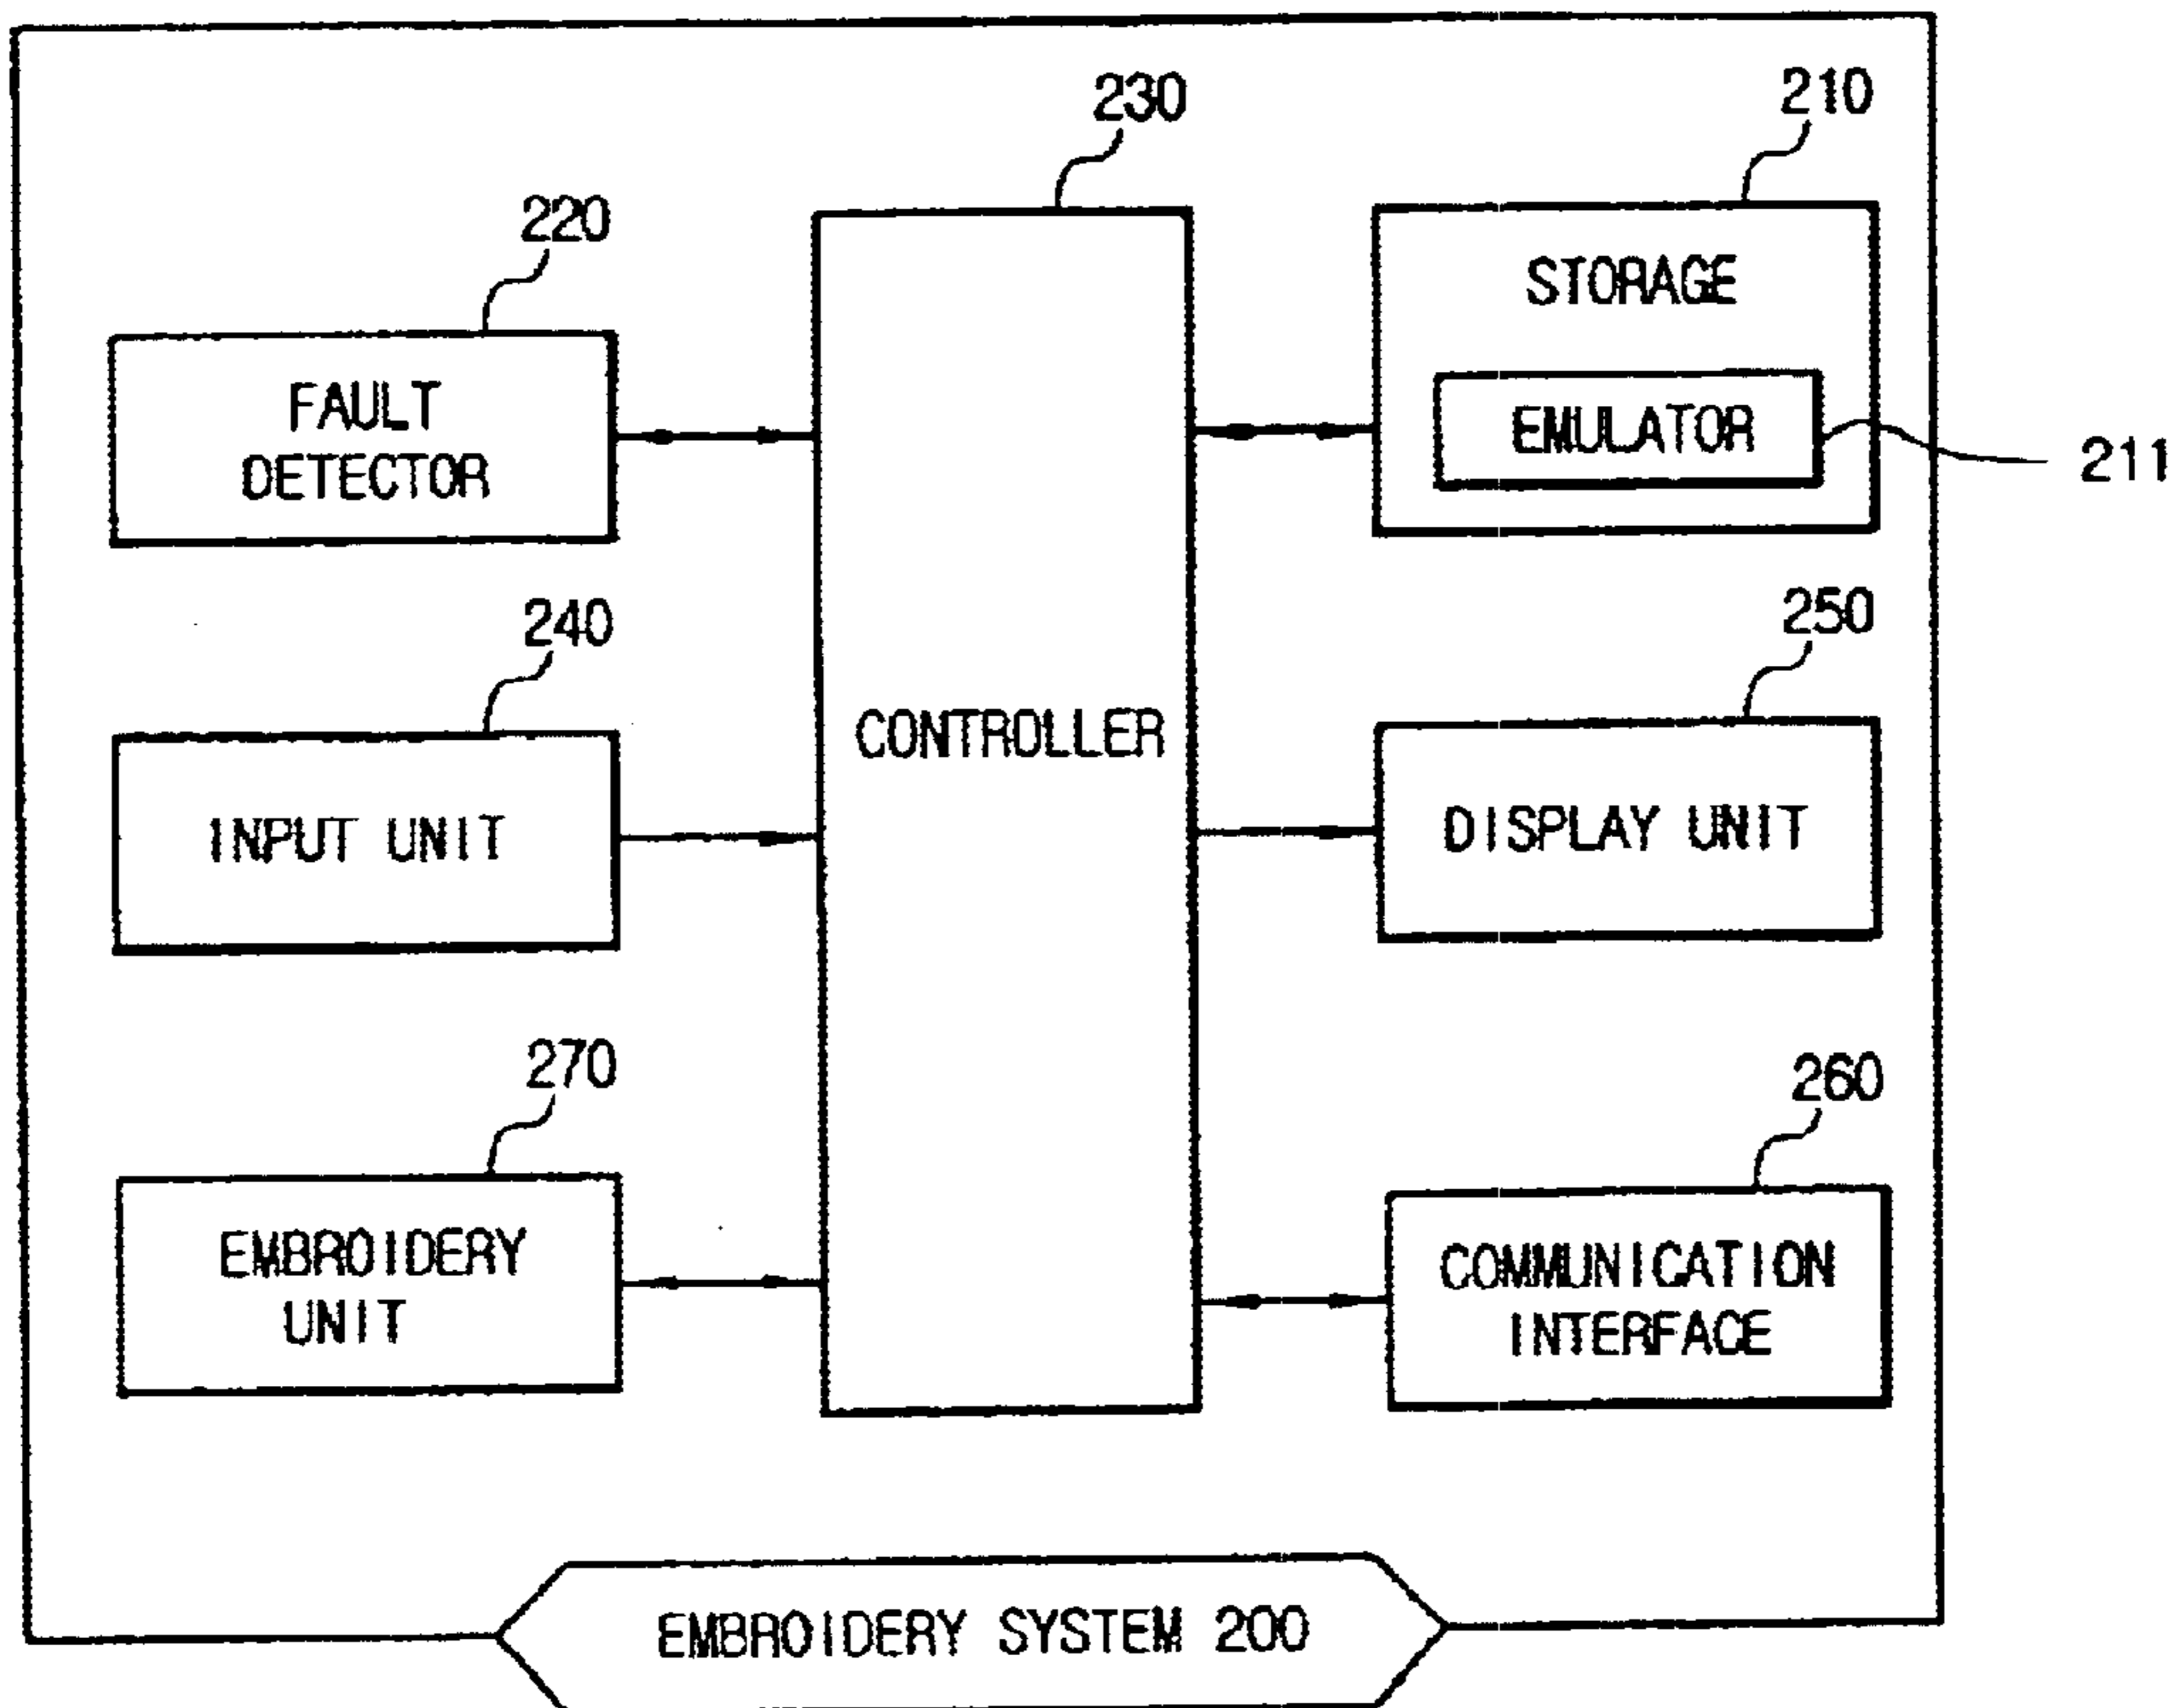 230
210
220
STORAGE
FAULT
DETECTOR
EMULATOR
211
240
250
CONTROLLER
INPUT UNIT
DISPLAY UNIT
270
260
EMBROIDERY
UNIT
COMMUNICATION
INTERFACE
EMBROIDERY SYSTEM 200